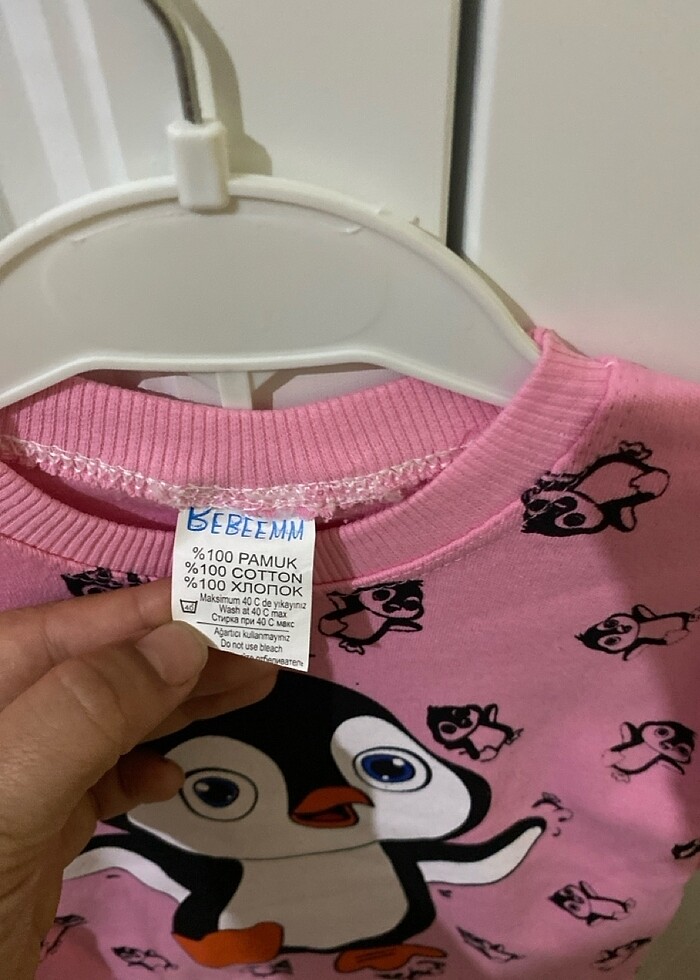 BEBEEMM
%100 PAMUK
%100 COTTON
%100 ХЛОПОК
Maksimum 40 C de yıkayınız
40
Wash at 40 C max
Стирка при 40 C макс
Ağartıcı kullanmayınız
Do not use bleach